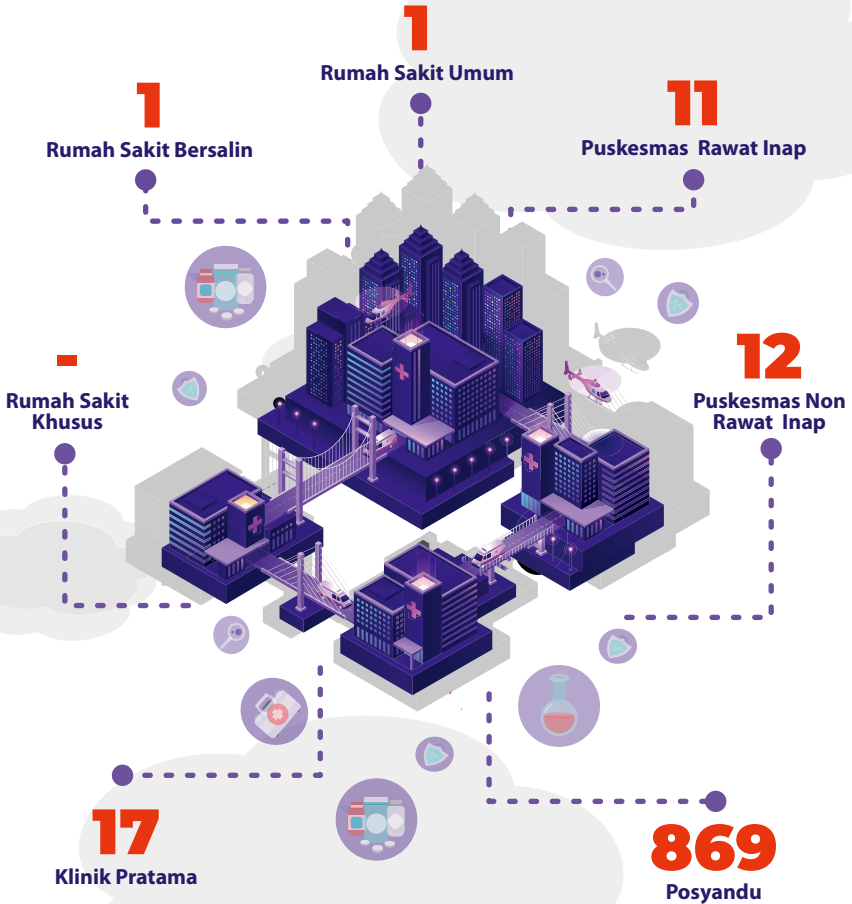 1
Rumah Sakit Umum
1
Rumah Sakit Bersalin
11
Puskesmas Rawat Inap
-
Rumah Sakit
Khusus
12
Puskesmas Non
Rawat Inap
17
Klinik Pratama
869
Posyandu